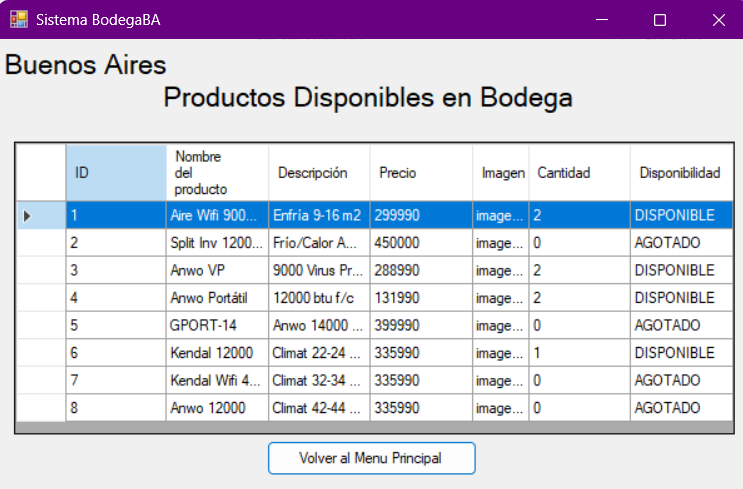 Sistema BodegaBA
Buenos Aires
Productos Disponibles en Bodega
ID Nombre del producto Descripción Precio Imagen Cantidad Disponibilidad
1 Aire Wifi 900... Enfría 9-16 m2 299990 image... 2 DISPONIBLE
2 Split Inv 1200... Frío/Calor A... 450000 image... 0 AGOTADO
3 Anwo VP 9000 Virus Pr... 288990 image... 2 DISPONIBLE
4 Anwo Portátil 12000 btu f/c 131990 image... 2 DISPONIBLE
5 GPORT-14 Anwo 14000 ... 399990 image... 0 AGOTADO
6 Kendal 12000 Climat 22-24 ... 335990 image... 1 DISPONIBLE
7 Kendal Wifi 4... Climat 32-34 ... 335990 image... 0 AGOTADO
8 Anwo 12000 Climat 42-44 ... 335990 image... 0 AGOTADO
Volver al Menu Principal